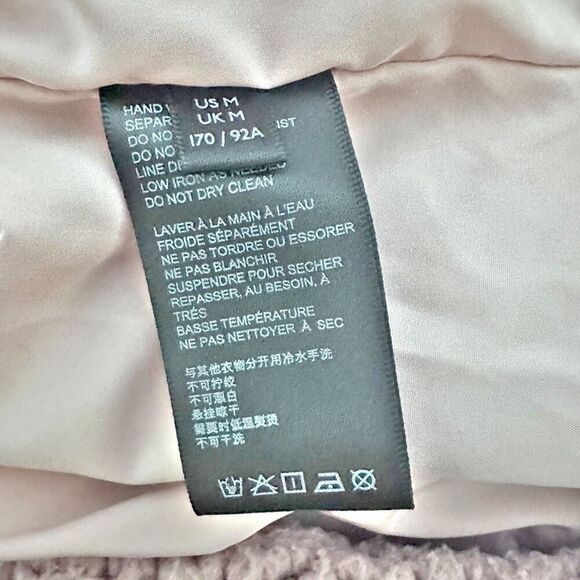 US M
UK M
170 / 92A
HAND
SEPAR
DO NO IST
DO NO
LINE
LOW IRON AS NEEDED
DO NOT DRY CLEAN
LAVER À LA MAIN À L'EAU
FROIDE SÉPARÉMENT
NE PAS TORDRE OU ESSORER
NE PAS BLANCHIR
SUSPENDRE POUR SECHER
REPASSER, AU BESOIN, À
TRÉS
BASSE TEMPÉRATURE
NE PAS NETTOYER À SEC
与其他衣物分开用冷水手洗
不可拧绞
不可漂白
悬挂晾干
需要时低温熨烫
不可干洗